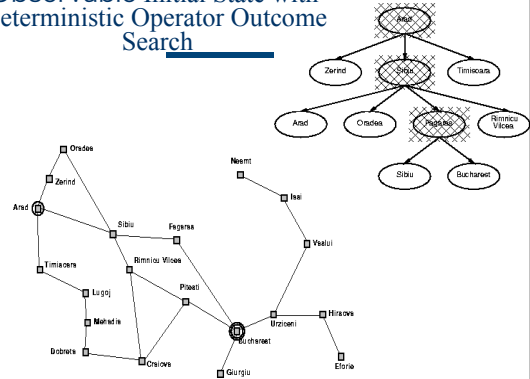 Initial State with
eterministic Operator Outcome
Search
Arad
Zerind
Sibiu
Timisoara
Arad
Oradea
Fagaras
Rimnicu
Vilcea
Sibiu
Bucharest
Oradea
Neamt
Zerind
Iasi
Arad
Sibiu
Fagaras
Vaslui
Timisoara
Rimnicu Vilcea
Lugoj
Pitesti
Mehadia
Urziceni
Hirsova
Bucharest
Dobreta
Craiova
Giurgiu
Eforie